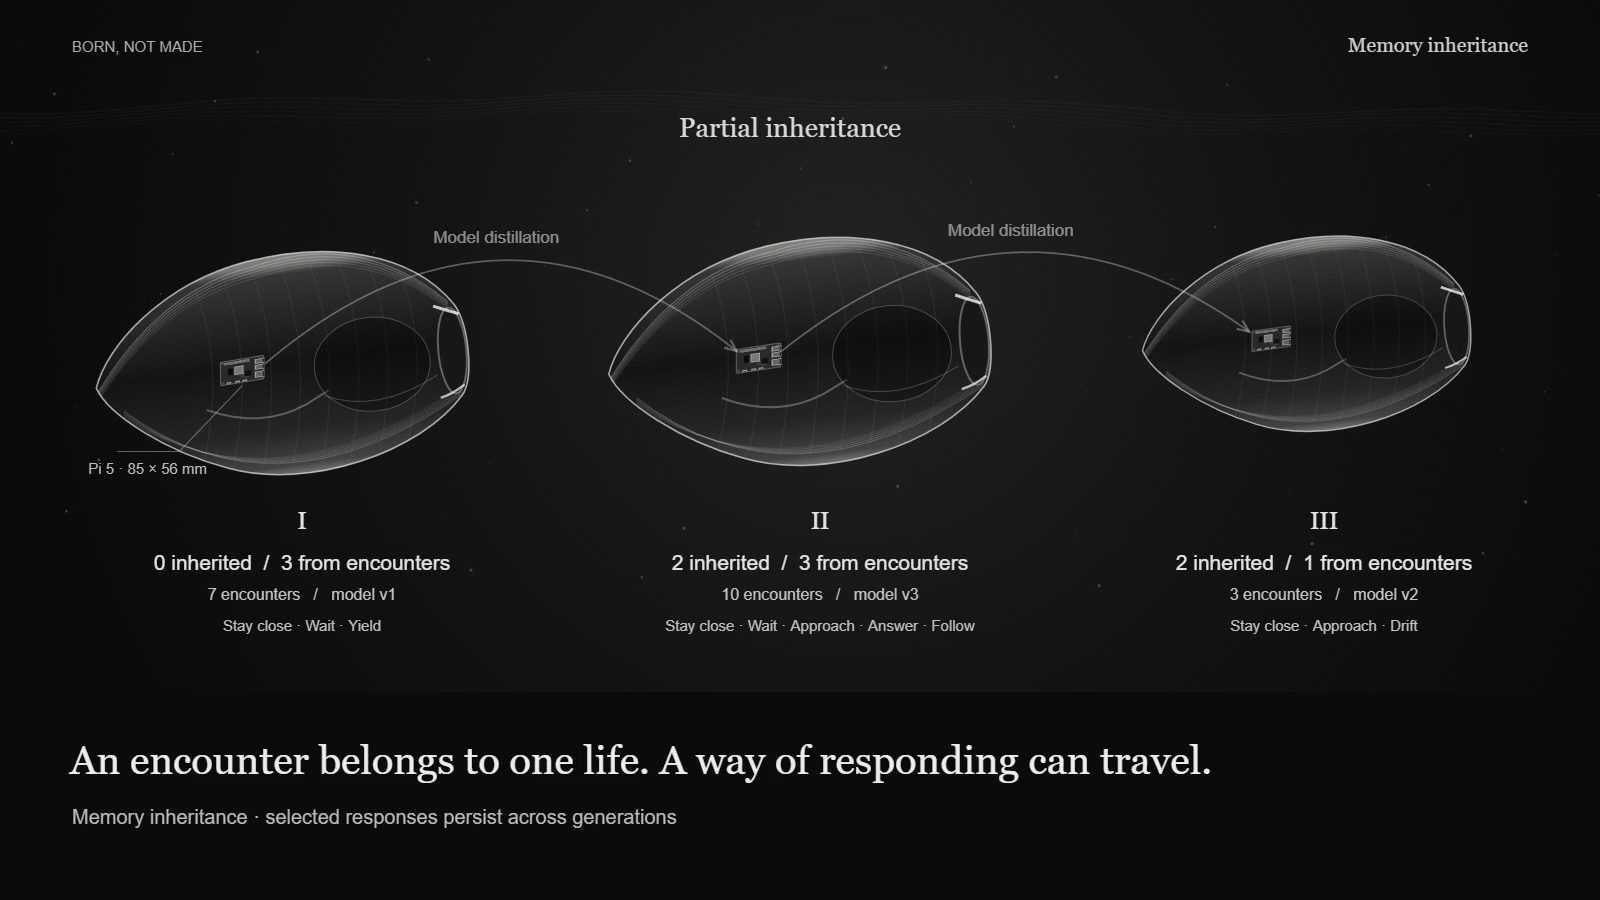 BORN, NOT MADE
Memory inheritance
Partial inheritance
Model distillation
Model distillation
Pi 5 · 85 × 56 mm
I
II
III
0 inherited / 3 from encounters
2 inherited / 3 from encounters
2 inherited / 1 from encounters
7 encounters / model v1
10 encounters / model v3
3 encounters / model v2
Stay close · Wait · Yield
Stay close · Wait · Approach · Answer · Follow
Stay close · Approach · Drift
An encounter belongs to one life. A way of responding can travel.
Memory inheritance · selected responses persist across generations